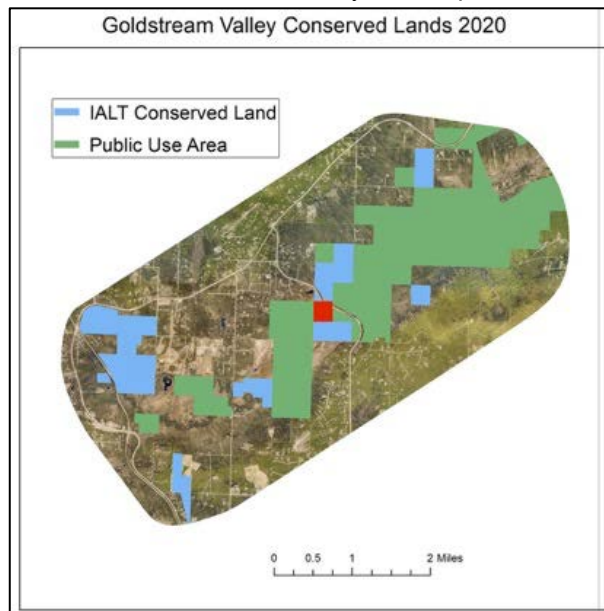 Goldstream Valley Conserved Lands 2020
IALT Conserved Land
Public Use Area
0 0.5 1 2 Miles